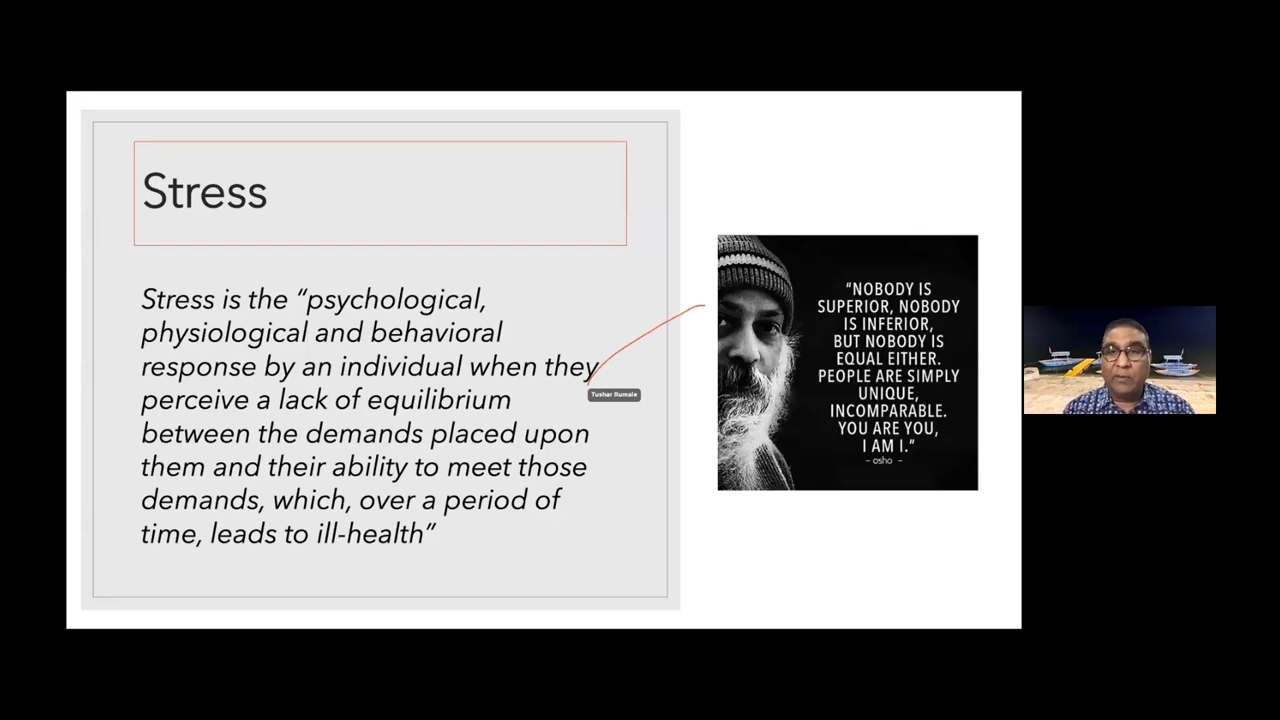 Stress
Stress is the “psychological,
physiological and behavioral
response by an individual when they
perceive a lack of equilibrium
between the demands placed upon
them and their ability to meet those
demands, which, over a period of
time, leads to ill-health”
Tushar Rumale
“NOBODY IS
SUPERIOR, NOBODY
IS INFERIOR,
BUT NOBODY IS
EQUAL EITHER.
PEOPLE ARE SIMPLY
UNIQUE,
INCOMPARABLE.
YOU ARE YOU,
I AM I.”
– osho –